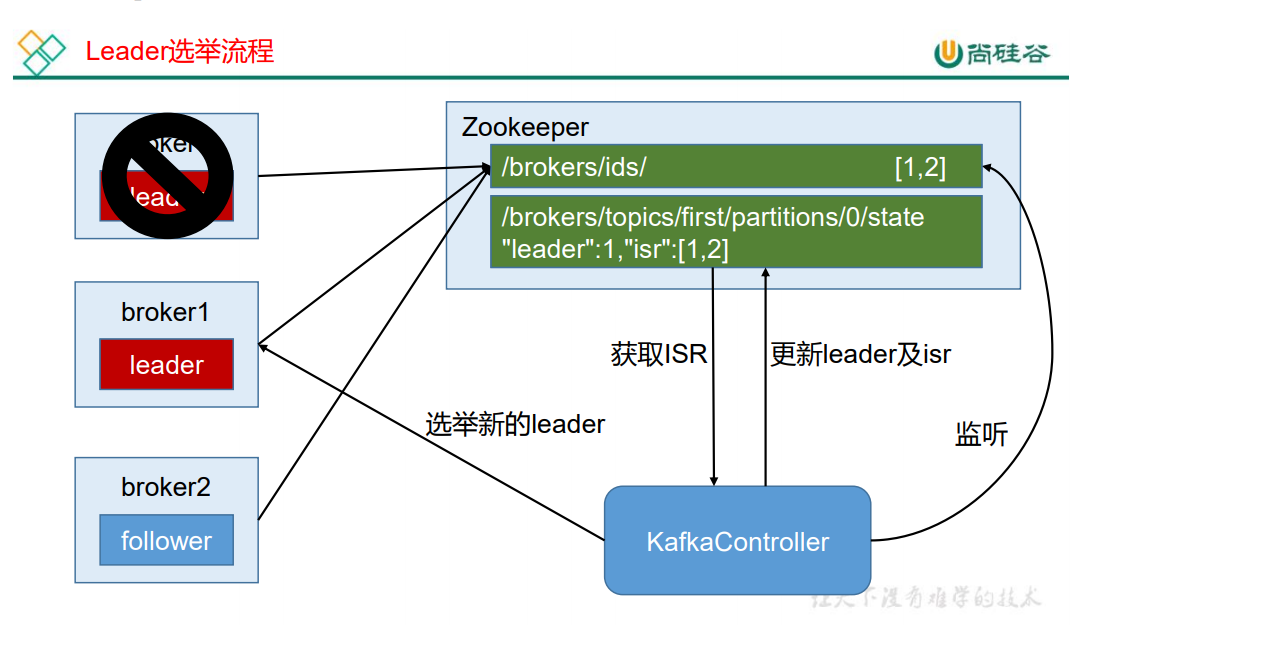 Leader选举流程
尚硅谷
Zookeeper
/brokers/ids/ [1,2]
/brokers/topics/first/partitions/0/state
"leader":1,"isr":[1,2]
broker1
leader
获取ISR
更新leader及isr
选举新的leader
监听
broker2
follower
KafkaController
让天下没有难学的技术